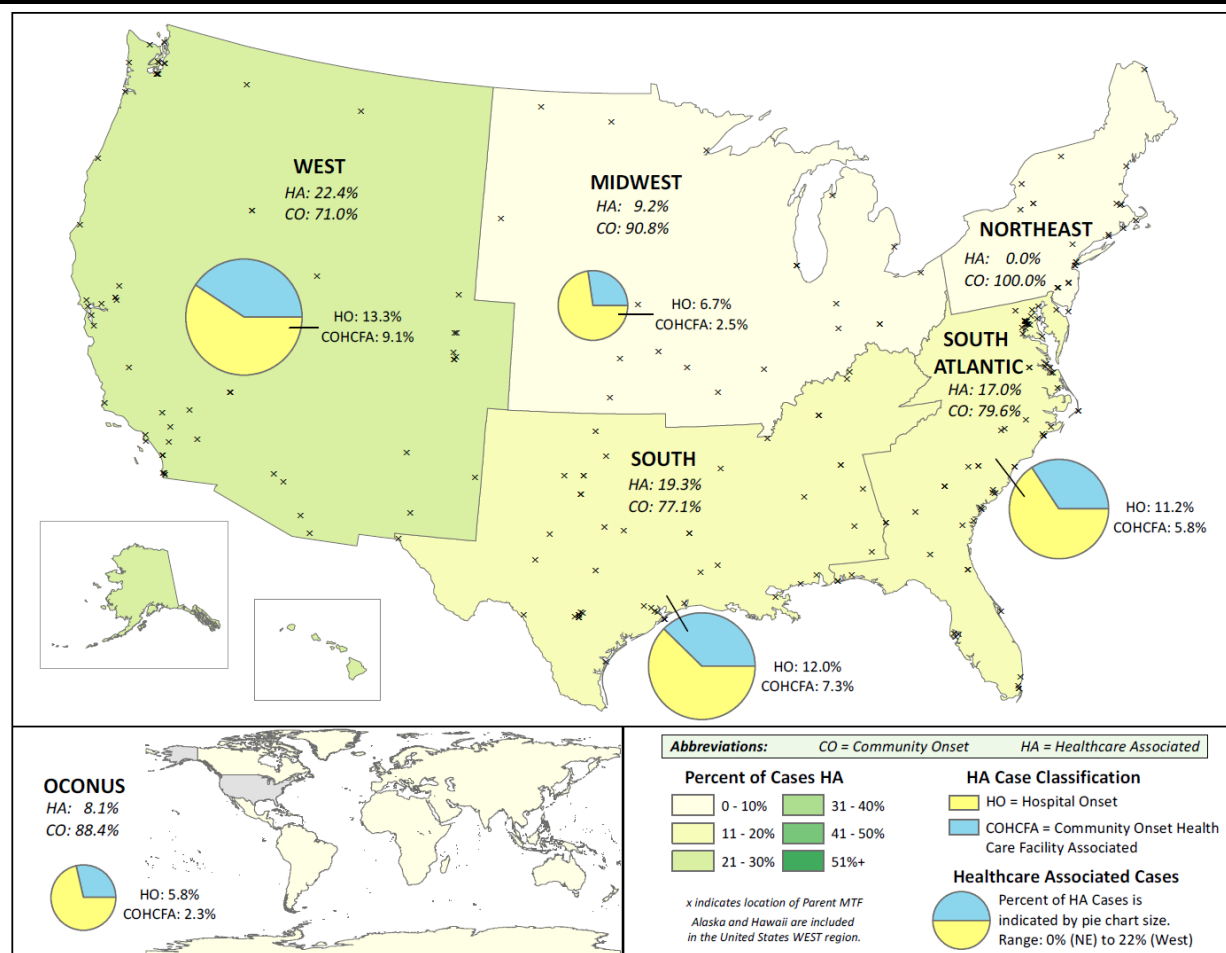 WEST
HA: 22.4%
CO: 71.0%
HO: 13.3%
COHCFA: 9.1%
MIDWEST
HA: 9.2%
CO: 90.8%
HO: 6.7%
COHCFA: 2.5%
NORTHEAST
HA: 0.0%
CO: 100.0%
SOUTH
ATLANTIC
HA: 17.0%
CO: 79.6%
HO: 11.2%
COHCFA: 5.8%
SOUTH
HA: 19.3%
CO: 77.1%
HO: 12.0%
COHCFA: 7.3%
OCONUS
HA: 8.1%
CO: 88.4%
HO: 5.8%
COHCFA: 2.3%
Abbreviations: CO = Community Onset HA = Healthcare Associated
Percent of Cases HA
0 - 10%
11 - 20%
21 - 30%
31 - 40%
41 - 50%
51%+
x indicates location of Parent MTF
Alaska and Hawaii are included
in the United States WEST region.
HA Case Classification
HO = Hospital Onset
COHCFA = Community Onset Health
Care Facility Associated
Healthcare Associated Cases
Percent of HA Cases is
indicated by pie chart size.
Range: 0% (NE) to 22% (West)